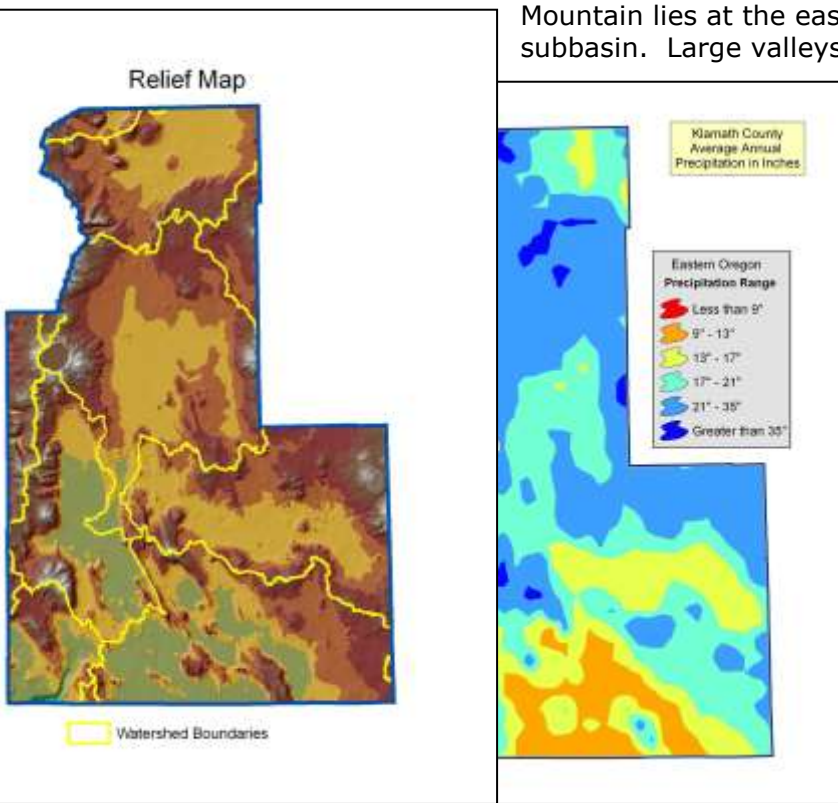 Mountain lies at the eas
subbasin.  Large valleys
Relief Map
Watershed Boundaries
Klamath County
Average Annual
Precipitation in Inches
Eastern Oregon
Precipitation Range
Less than 9"
9" - 13"
13" - 17"
17" - 21"
21" - 35"
Greater than 35"